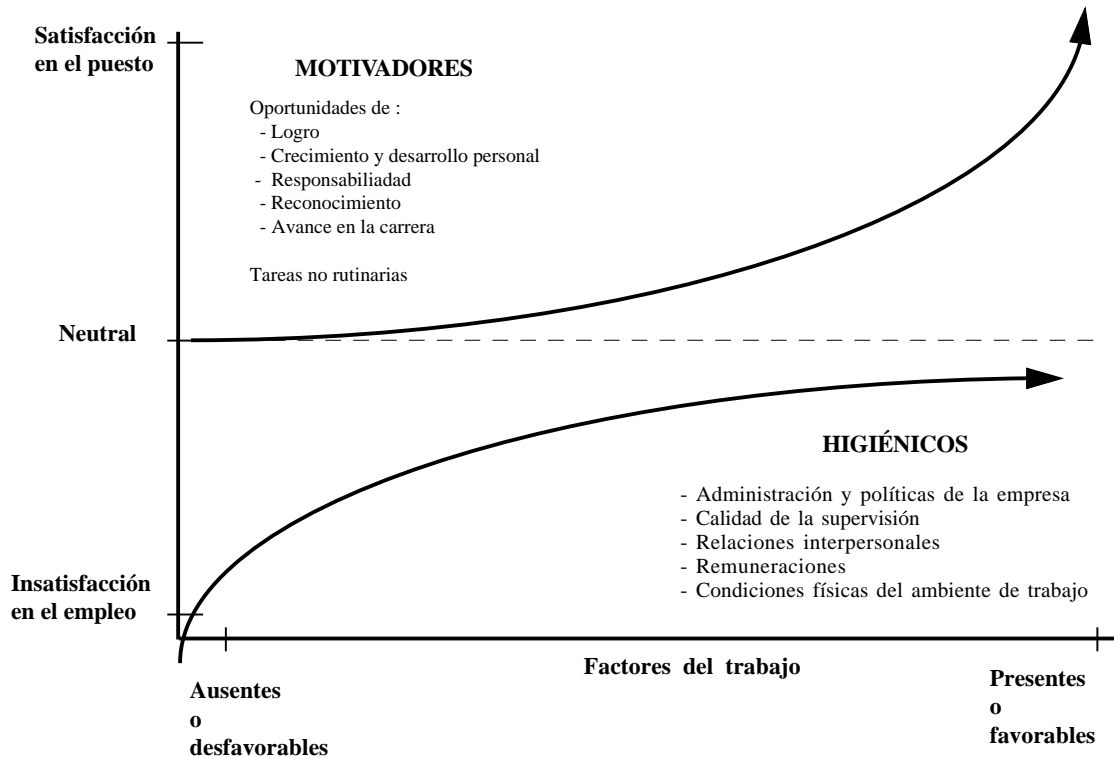 Satisfacción
en el puesto
MOTIVADORES
Oportunidades de :
- Logro
- Crecimiento y desarrollo personal
- Responsabiliadad
- Reconocimiento
- Avance en la carrera
Tareas no rutinarias
Neutral
HIGIÉNICOS
- Administración y políticas de la empresa
- Calidad de la supervisión
- Relaciones interpersonales
- Remuneraciones
- Condiciones físicas del ambiente de trabajo
Insatisfacción
en el empleo
Factores del trabajo
Ausentes
o
desfavorables
Presentes
o
favorables